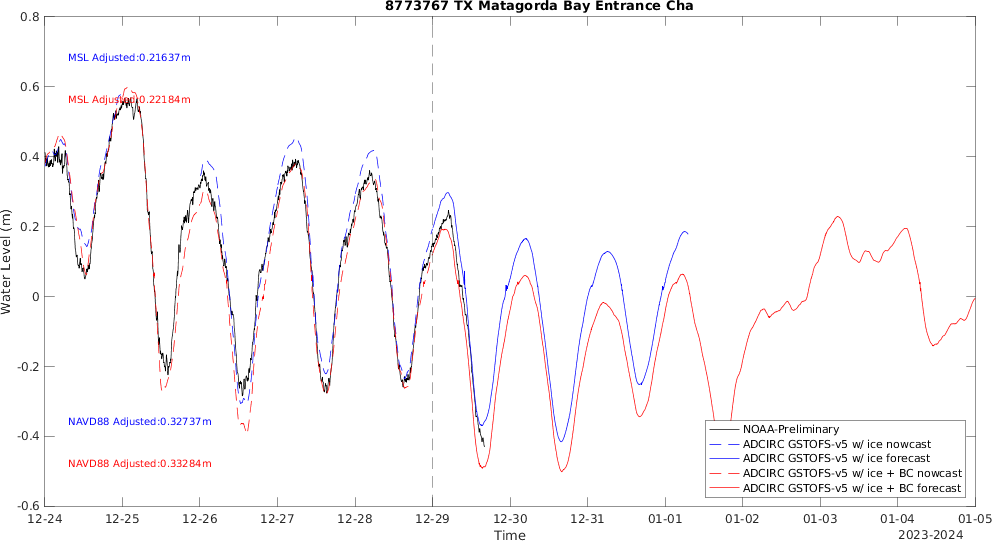 8773767 TX Matagorda Bay Entrance Cha
0.8
0.6
0.4
0.2
0
-0.2
-0.4
-0.6
Water Level (m)
MSL Adjusted:0.21637m
MSL Adjusted:0.22184m
NAVD88 Adjusted:0.32737m
NAVD88 Adjusted:0.33284m
NOAA-Preliminary
ADCIRC GSTOFS-v5 w/ ice nowcast
ADCIRC GSTOFS-v5 w/ ice forecast
ADCIRC GSTOFS-v5 w/ ice + BC nowcast
ADCIRC GSTOFS-v5 w/ ice + BC forecast
12-24 12-25 12-26 12-27 12-28 12-29 12-30 12-31 01-01 01-02 01-03 01-04 01-05
Time
2023-2024